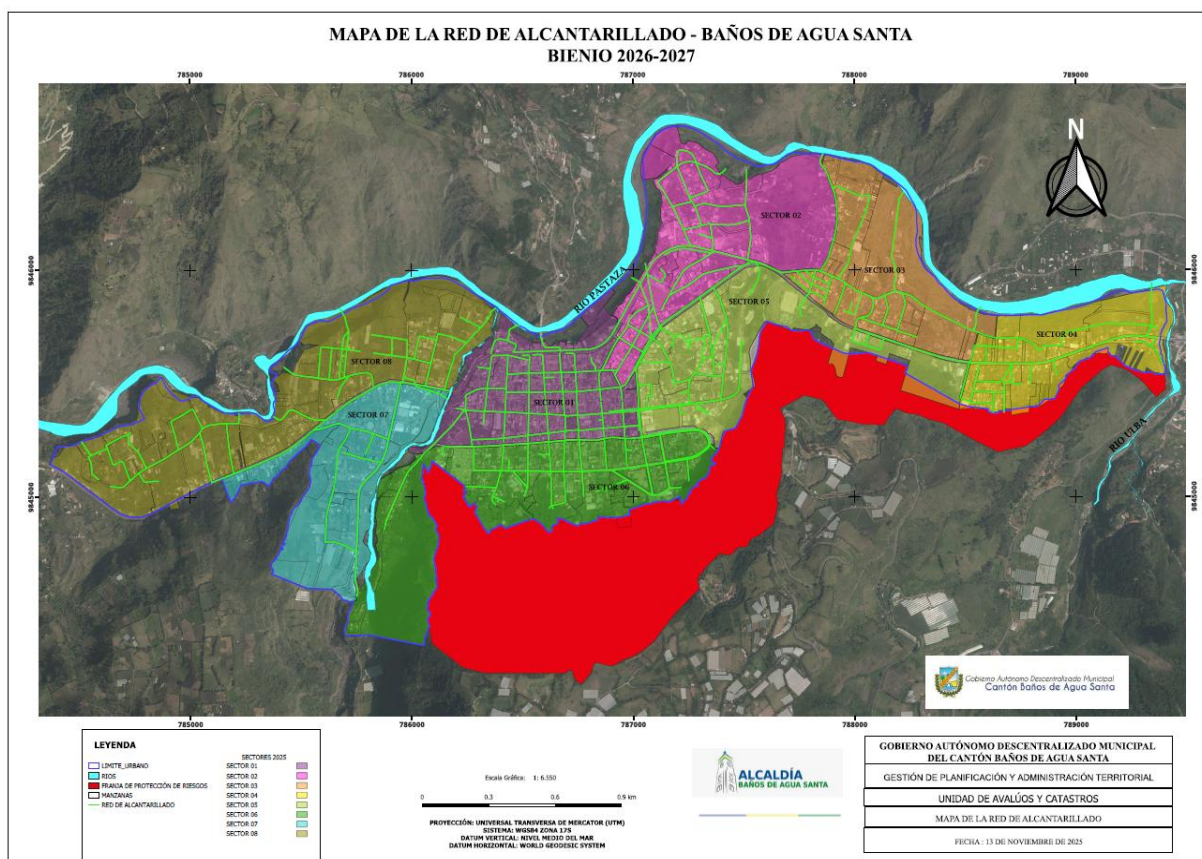 MAPA DE LA RED DE ALCANTARILLADO - BAÑOS DE AGUA SANTA
BIENIO 2026-2027
785000
786000
787000
788000
789000
N
9846000
9846000
SECTOR 02
SECTOR 03
RIO PASTAZA
SECTOR 05
SECTOR 04
SECTOR 08
SECTOR 01
SECTOR 07
RIO ULBA
SECTOR 06
9845000
9845000
Gobierno Autónomo Descentralizado Municipal
Cantón Baños de Agua Santa
785000
786000
787000
788000
789000
LEYENDA
LIMITE_URBANO
RIOS
FRANJA DE PROTECCIÓN DE RIESGOS
MANZANAS
RED DE ALCANTARILLADO
SECTORES 2025
SECTOR 01
SECTOR 02
SECTOR 03
SECTOR 04
SECTOR 05
SECTOR 06
SECTOR 07
SECTOR 08
Escala Gráfica: 1: 6.550
0 0.3 0.6 0.9 km
PROYECCIÓN: UNIVERSAL TRANSVERSA DE MERCATOR (UTM)
SISTEMA: WGS84 ZONA 17S
DATUM VERTICAL: NIVEL MEDIO DEL MAR
DATUM HORIZONTAL: WORLD GEODESIC SYSTEM
ALCALDÍA
BAÑOS DE AGUA SANTA
GOBIERNO AUTÓNOMO DESCENTRALIZADO MUNICIPAL
DEL CANTÓN BAÑOS DE AGUA SANTA
GESTIÓN DE PLANIFICACIÓN Y ADMINISTRACIÓN TERRITORIAL
UNIDAD DE AVALÚOS Y CATASTROS
MAPA DE LA RED DE ALCANTARILLADO
FECHA : 13 DE NOVIEMBRE DE 2025